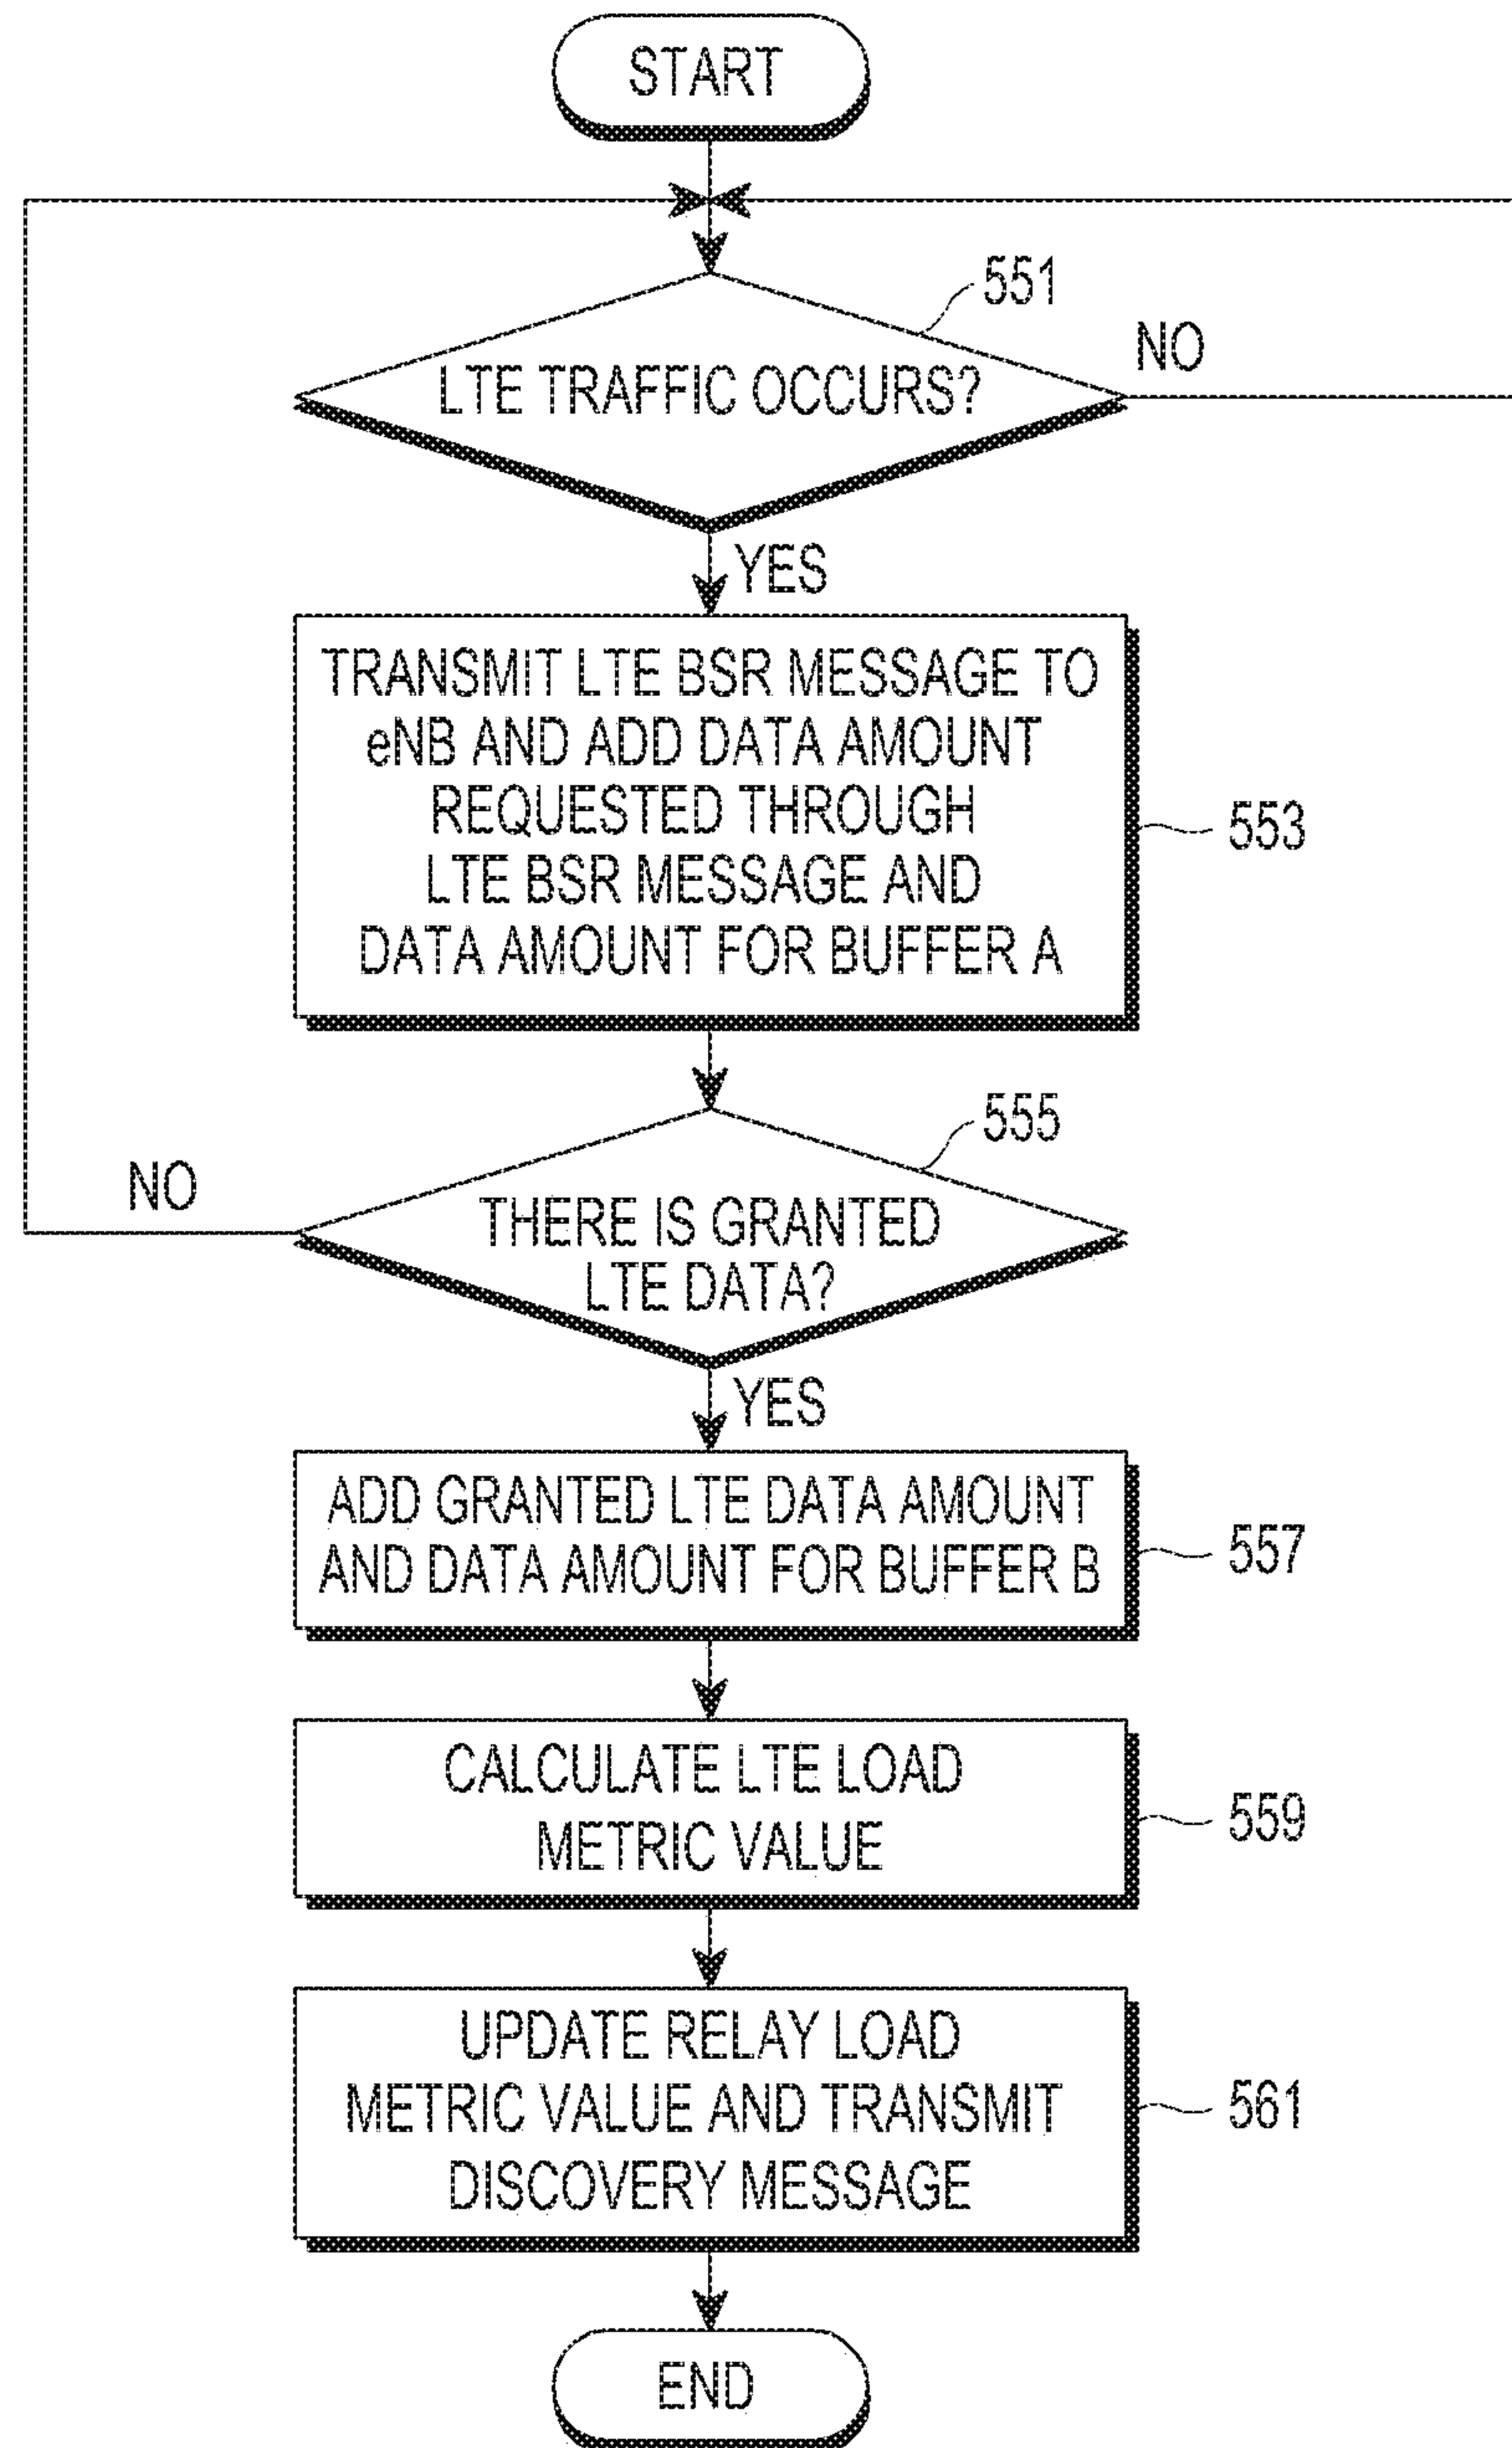 START
551
LTE TRAFFIC OCCURS?
NO
YES
TRANSMIT LTE BSR MESSAGE TO
eNB AND ADD DATA AMOUNT
REQUESTED THROUGH
LTE BSR MESSAGE AND
DATA AMOUNT FOR BUFFER A
553
555
NO
THERE IS GRANTED
LTE DATA?
YES
ADD GRANTED LTE DATA AMOUNT
AND DATA AMOUNT FOR BUFFER B
557
CALCULATE LTE LOAD
METRIC VALUE
559
UPDATE RELAY LOAD
METRIC VALUE AND TRANSMIT
DISCOVERY MESSAGE
561
END